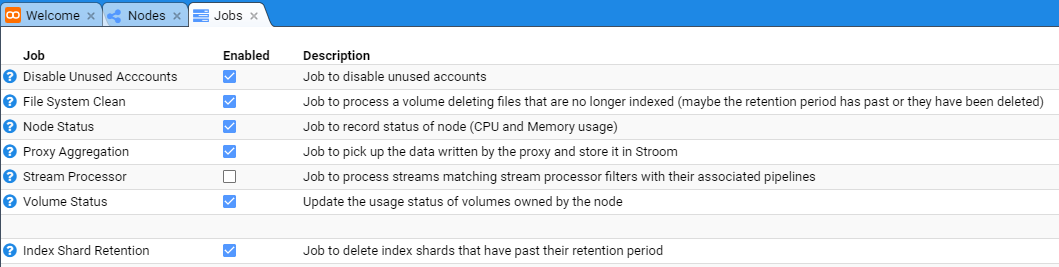 Welcome × Nodes × Jobs ×
Job Enabled Description
? Disable Unused Acccounts Job to disable unused accounts
? File System Clean Job to process a volume deleting files that are no longer indexed (maybe the retention period has past or they have been deleted)
? Node Status Job to record status of node (CPU and Memory usage)
? Proxy Aggregation Job to pick up the data written by the proxy and store it in Stroom
? Stream Processor Job to process streams matching stream processor filters with their associated pipelines
? Volume Status Update the usage status of volumes owned by the node
? Index Shard Retention Job to delete index shards that have past their retention period